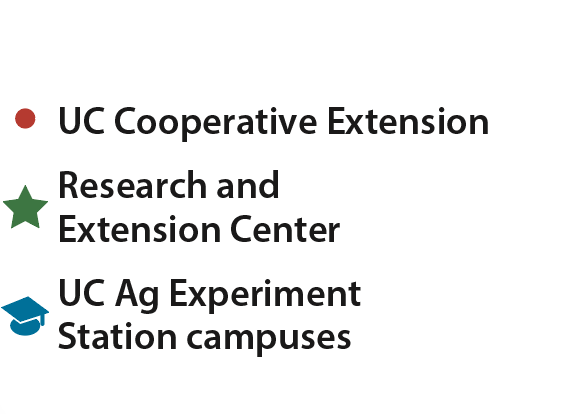 UC Cooperative Extension
Research and
Extension Center
UC Ag Experiment
Station campuses